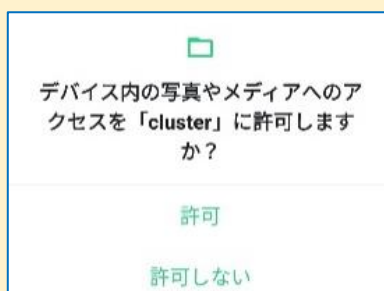 デバイス内の写真やメディアへのア
クセスを「cluster」に許可します
か？
許可
許可しない